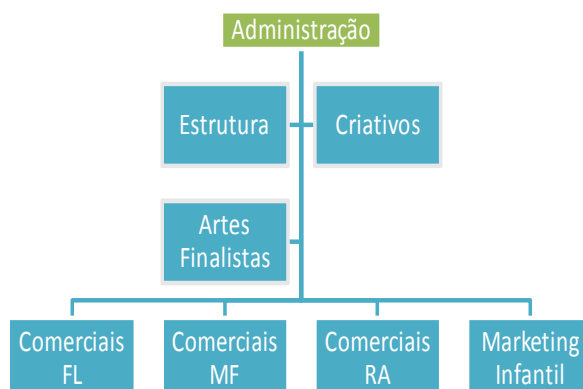 Administração
Estrutura
Criativos
Artes
Finalistas
Comerciais
FL
Comerciais
MF
Comerciais
RA
Marketing
Infantil